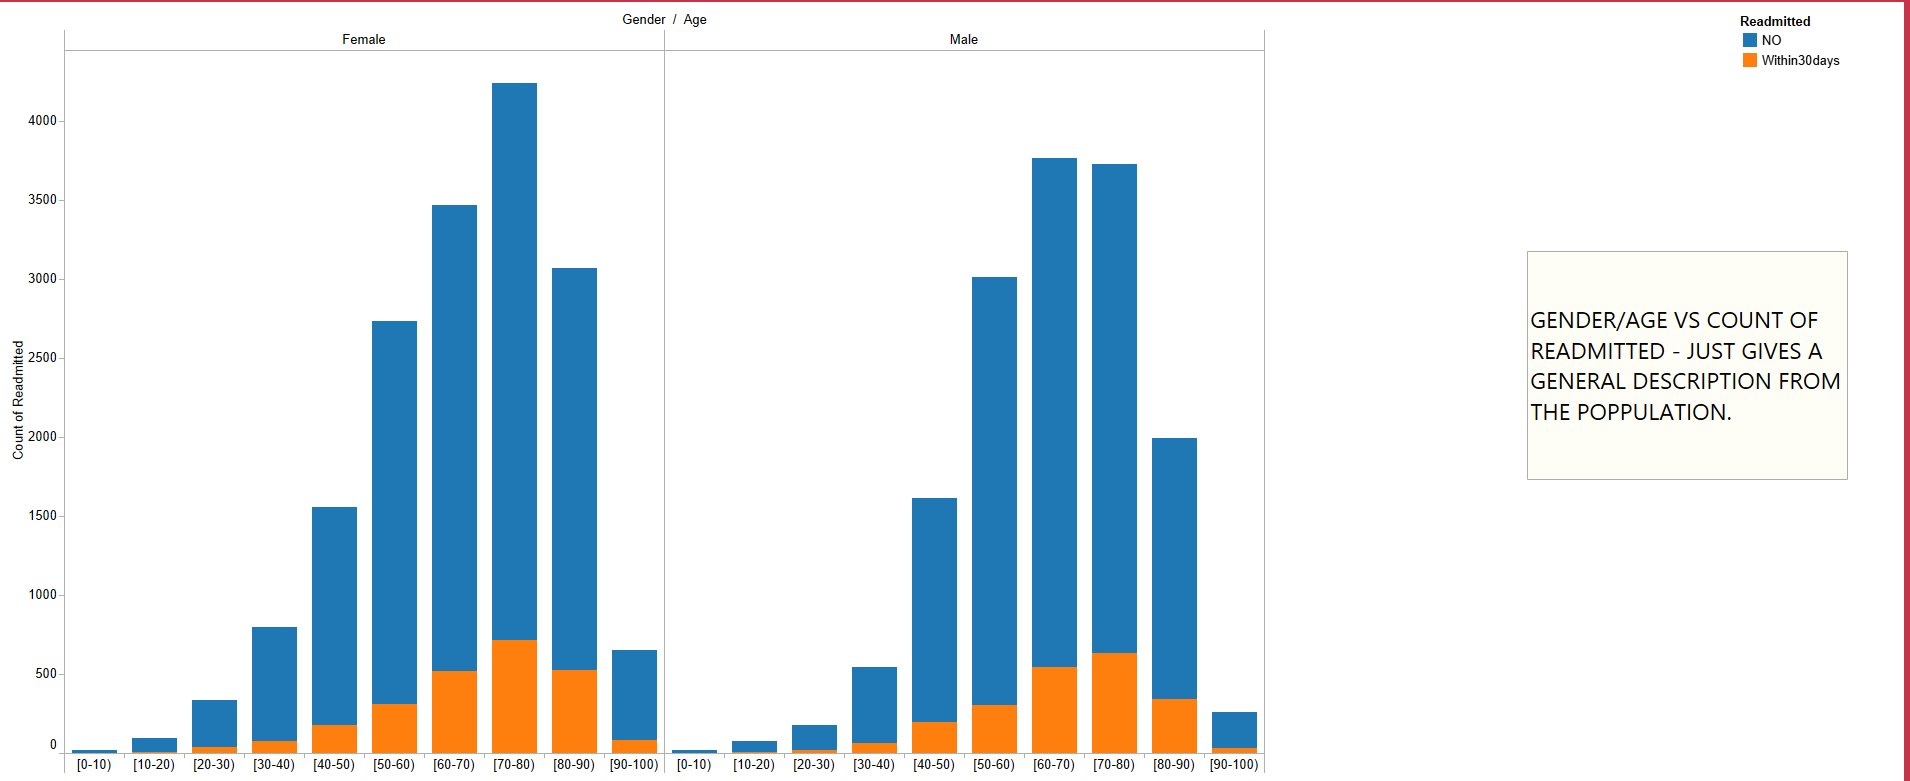 Gender / Age
Female
Male
Readmitted
NO
Within30days
Count of Readmitted
4000
3500
3000
2500
2000
1500
1000
500
0
[0-10) [10-20) [20-30) [30-40) [40-50) [50-60) [60-70) [70-80) [80-90) [90-100) [0-10) [10-20) [20-30) [30-40) [40-50) [50-60) [60-70) [70-80) [80-90) [90-100)
GENDER/AGE VS COUNT OF
READMITTED - JUST GIVES A
GENERAL DESCRIPTION FROM
THE POPPULATION.